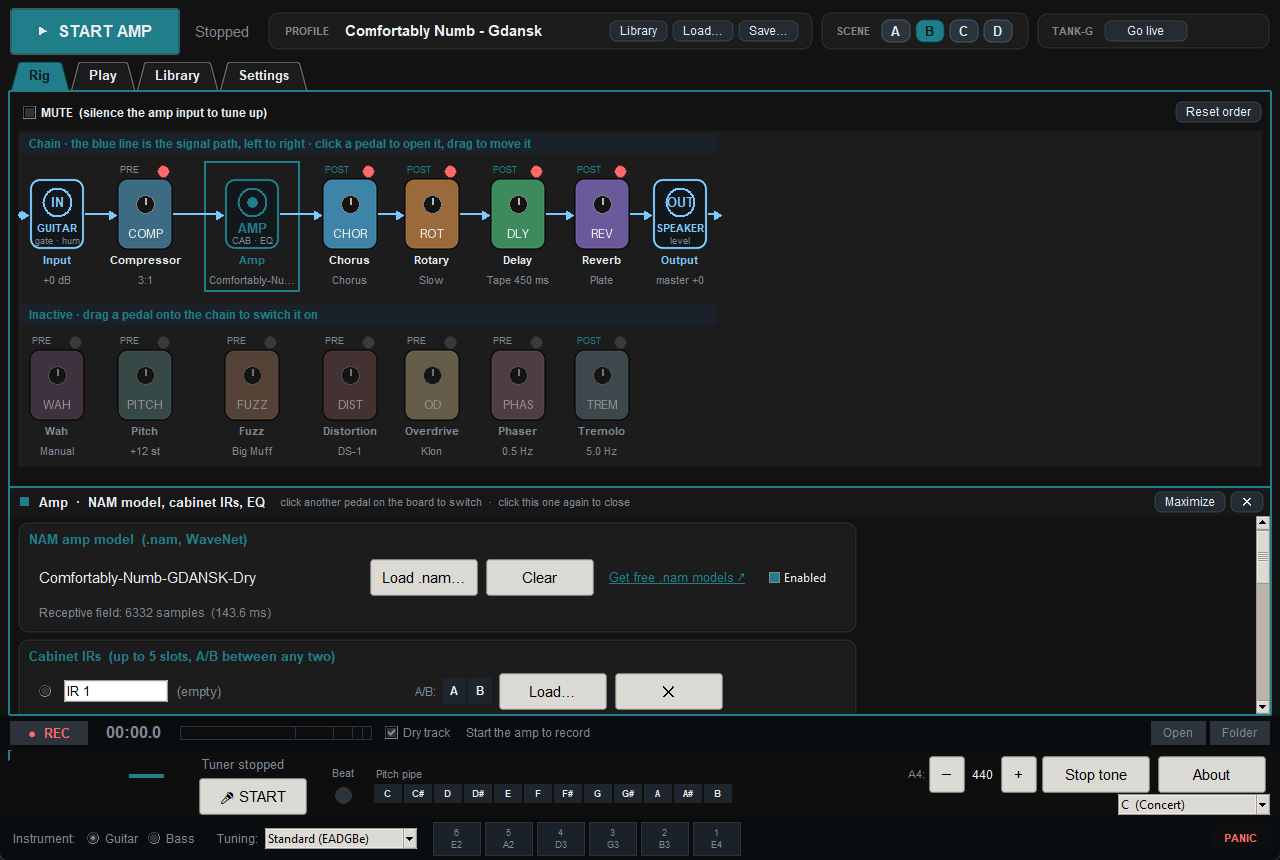 START AMP Stopped PROFILE Comfortably Numb - Gdansk Library Load... Save... SCENE A B C D TANK-G Go live
Rig Play Library Settings
MUTE (silence the amp input to tune up) Reset order
Chain · the blue line is the signal path, left to right · click a pedal to open it, drag to move it
PRE POST POST POST POST
IN OUT
GUITAR COMP AMP CHOR ROT DLY REV SPEAKER
gate · hum CAB · EQ level
Input Compressor Amp Chorus Rotary Delay Reverb Output
+0 dB 3:1 Comfortably-Nu... Chorus Slow Tape 450 ms Plate master +0
Inactive · drag a pedal onto the chain to switch it on
PRE PRE PRE PRE PRE PRE POST
WAH PITCH FUZZ DIST OD PHAS TREM
Wah Pitch Fuzz Distortion Overdrive Phaser Tremolo
Manual +12 st Big Muff DS-1 Klon 0.5 Hz 5.0 Hz
Amp · NAM model, cabinet IRs, EQ click another pedal on the board to switch · click this one again to close Maximize ✕
NAM amp model (.nam, WaveNet)
Comfortably-Numb-GDANSK-Dry Load .nam... Clear Get free .nam models ↗ Enabled
Receptive field: 6332 samples (143.6 ms)
Cabinet IRs (up to 5 slots, A/B between any two)
IR 1 (empty) A/B: A B Load... ✕
● REC 00:00.0 Dry track Start the amp to record Open Folder
Tuner stopped
START Beat Pitch pipe C C# D D# E F F# G G# A A# B A4: − 440 + Stop tone About
C (Concert)
Instrument: Guitar Bass Tuning: Standard (EADGBe) 6 5 4 3 2 1 PANIC
E2 A2 D3 G3 B3 E4